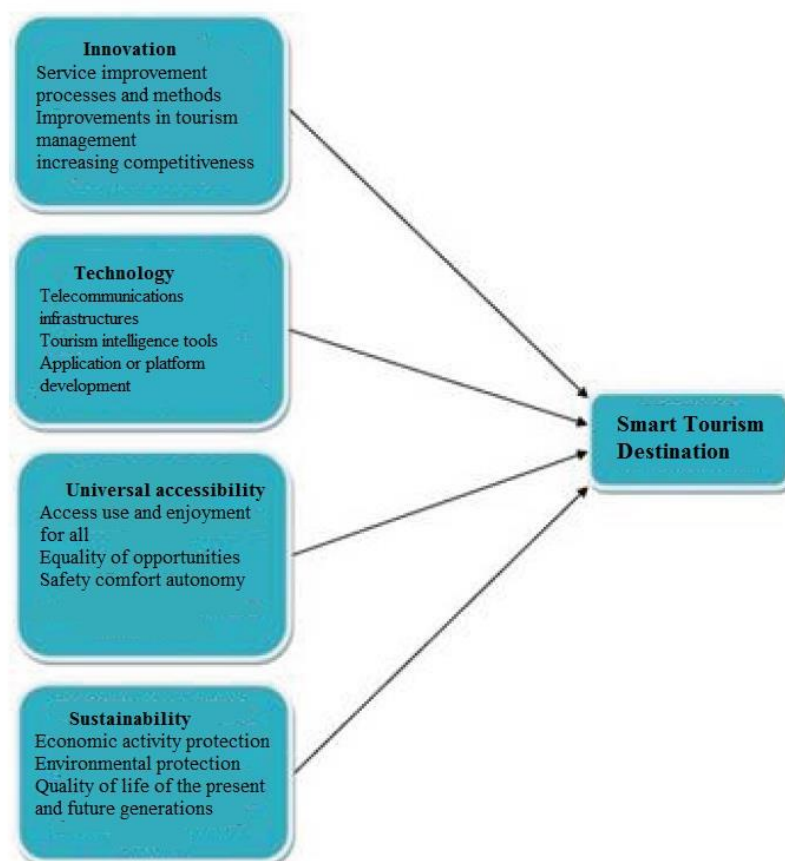 Innovation
Service improvement
processes and methods
Improvements in tourism
management
increasing competitiveness
Technology
Telecommunications
infrastructures
Tourism intelligence tools
Application or platform
development
Universal accessibility
Access use and enjoyment
for all
Equality of opportunities
Safety comfort autonomy
Sustainability
Economic activity protection
Environmental protection
Quality of life of the present
and future generations
Smart Tourism
Destination